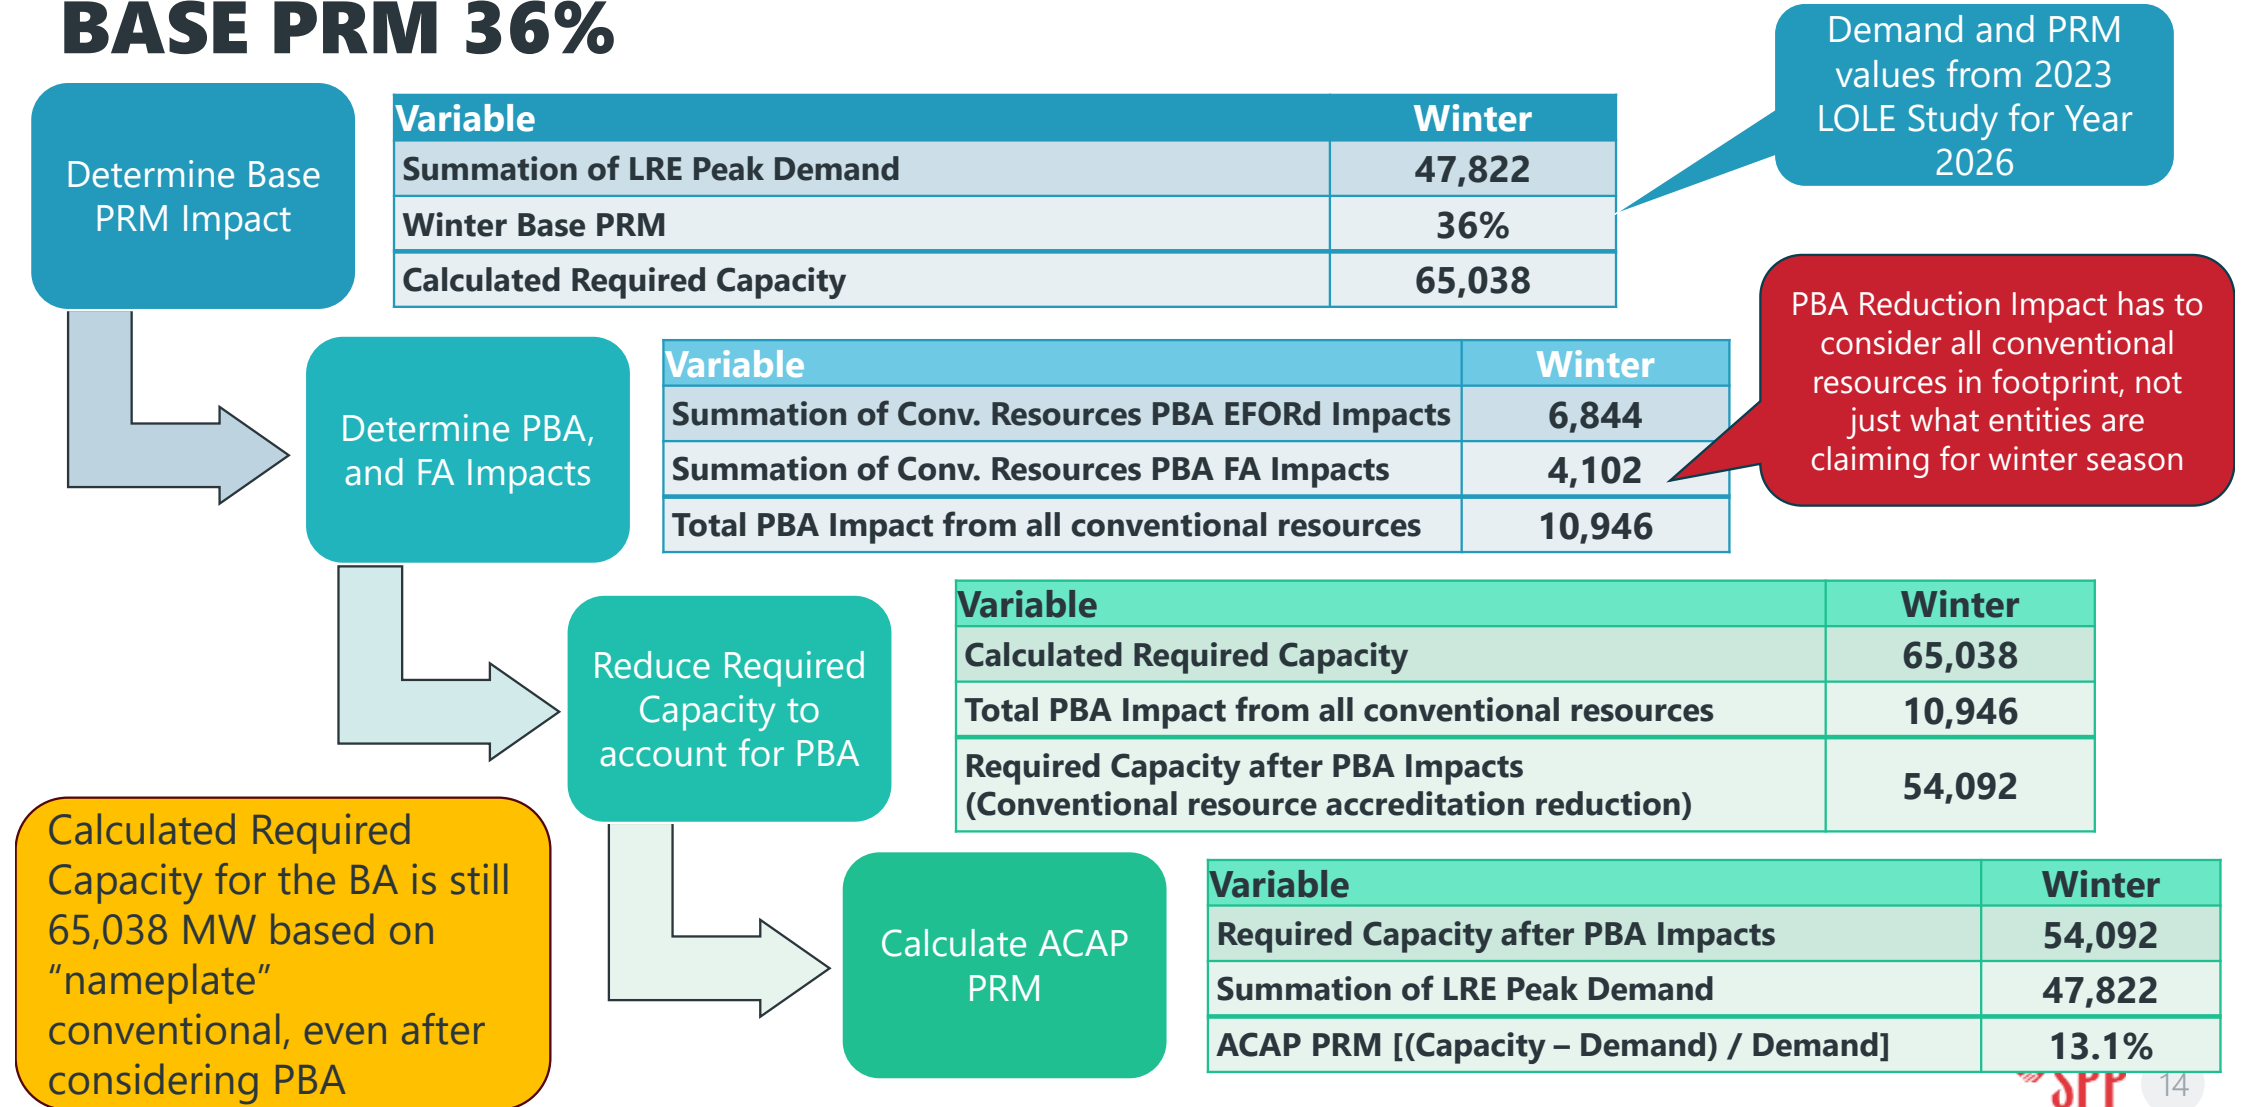 BASE PRM 36%
Demand and PRM
values from 2023
LOLE Study for Year
2026
Determine Base
PRM Impact
Variable Winter
Summation of LRE Peak Demand 47,822
Winter Base PRM 36%
Calculated Required Capacity 65,038
PBA Reduction Impact has to
consider all conventional
resources in footprint, not
just what entities are
claiming for winter season
Determine PBA,
and FA Impacts
Variable Winter
Summation of Conv. Resources PBA EFORd Impacts 6,844
Summation of Conv. Resources PBA FA Impacts 4,102
Total PBA Impact from all conventional resources 10,946
Reduce Required
Capacity to
account for PBA
Variable Winter
Calculated Required Capacity 65,038
Total PBA Impact from all conventional resources 10,946
Required Capacity after PBA Impacts
(Conventional resource accreditation reduction) 54,092
Calculated Required
Capacity for the BA is still
65,038 MW based on
“nameplate”
conventional, even after
considering PBA
Calculate ACAP
PRM
Variable Winter
Required Capacity after PBA Impacts 54,092
Summation of LRE Peak Demand 47,822
ACAP PRM [(Capacity – Demand) / Demand] 13.1%
SPP 14